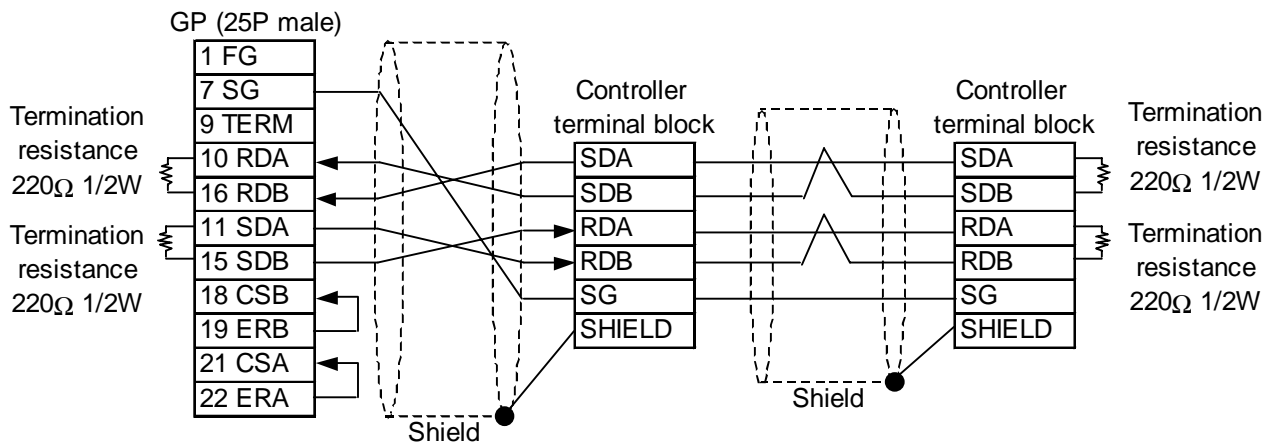 GP (25P male)
1 FG
7 SG
9 TERM
10 RDA
16 RDB
11 SDA
15 SDB
18 CSB
19 ERB
21 CSA
22 ERA
Termination
resistance
220Ω 1/2W
Termination
resistance
220Ω 1/2W
Shield
Controller
terminal block
SDA
SDB
RDA
RDB
SG
SHIELD
Shield
Controller
terminal block
SDA
SDB
RDA
RDB
SG
SHIELD
Termination
resistance
220Ω 1/2W
Termination
resistance
220Ω 1/2W